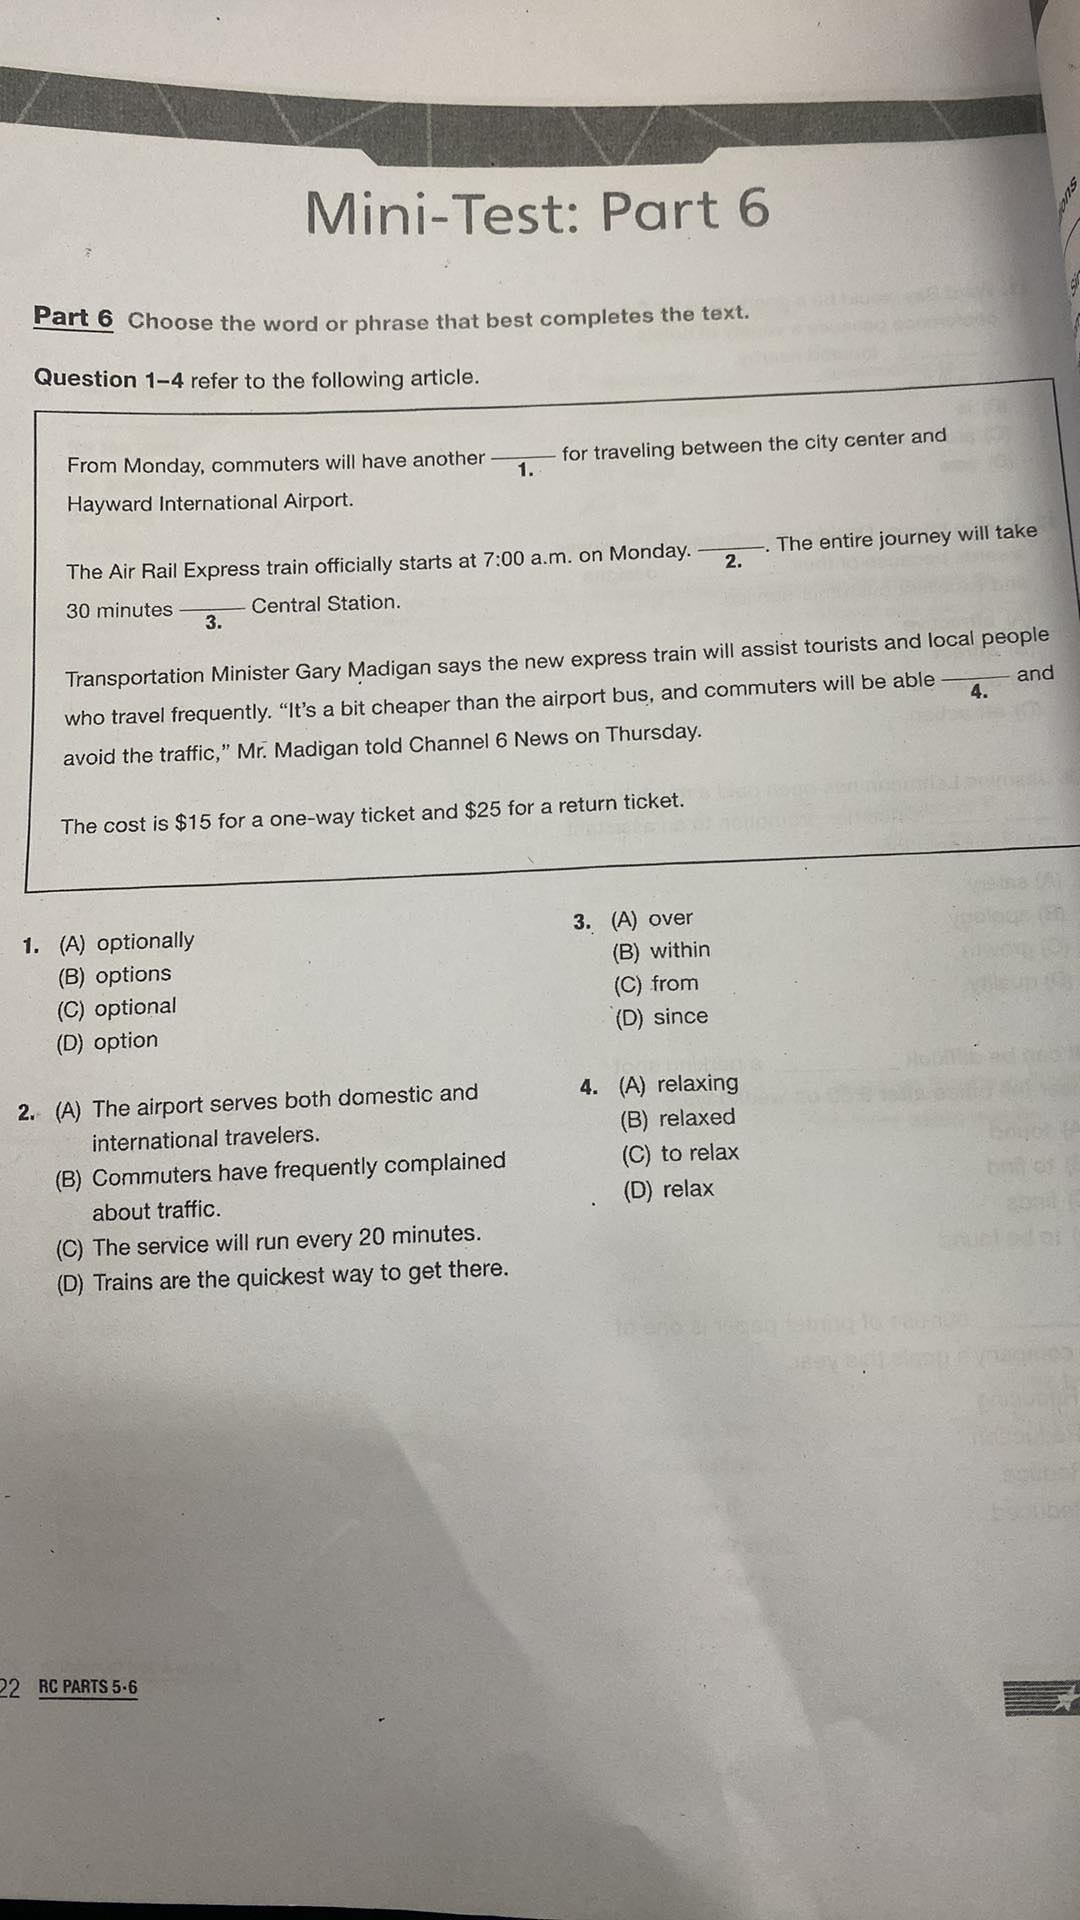 Mini-Test: Part 6
Part 6 Choose the word or phrase that best completes the text.
Question 1–4 refer to the following article.
From Monday, commuters will have another ____ for traveling between the city center and
1.
Hayward International Airport.
The Air Rail Express train officially starts at 7:00 a.m. on Monday. ____. The entire journey will take
2.
30 minutes ____ Central Station.
3.
Transportation Minister Gary Madigan says the new express train will assist tourists and local people
who travel frequently. “It’s a bit cheaper than the airport bus, and commuters will be able ____ and
4.
avoid the traffic,” Mr. Madigan told Channel 6 News on Thursday.
The cost is $15 for a one-way ticket and $25 for a return ticket.
1. (A) optionally
(B) options
(C) optional
(D) option
2. (A) The airport serves both domestic and
international travelers.
(B) Commuters have frequently complained
about traffic.
(C) The service will run every 20 minutes.
(D) Trains are the quickest way to get there.
3. (A) over
(B) within
(C) from
(D) since
4. (A) relaxing
(B) relaxed
(C) to relax
(D) relax
22 RC PARTS 5·6